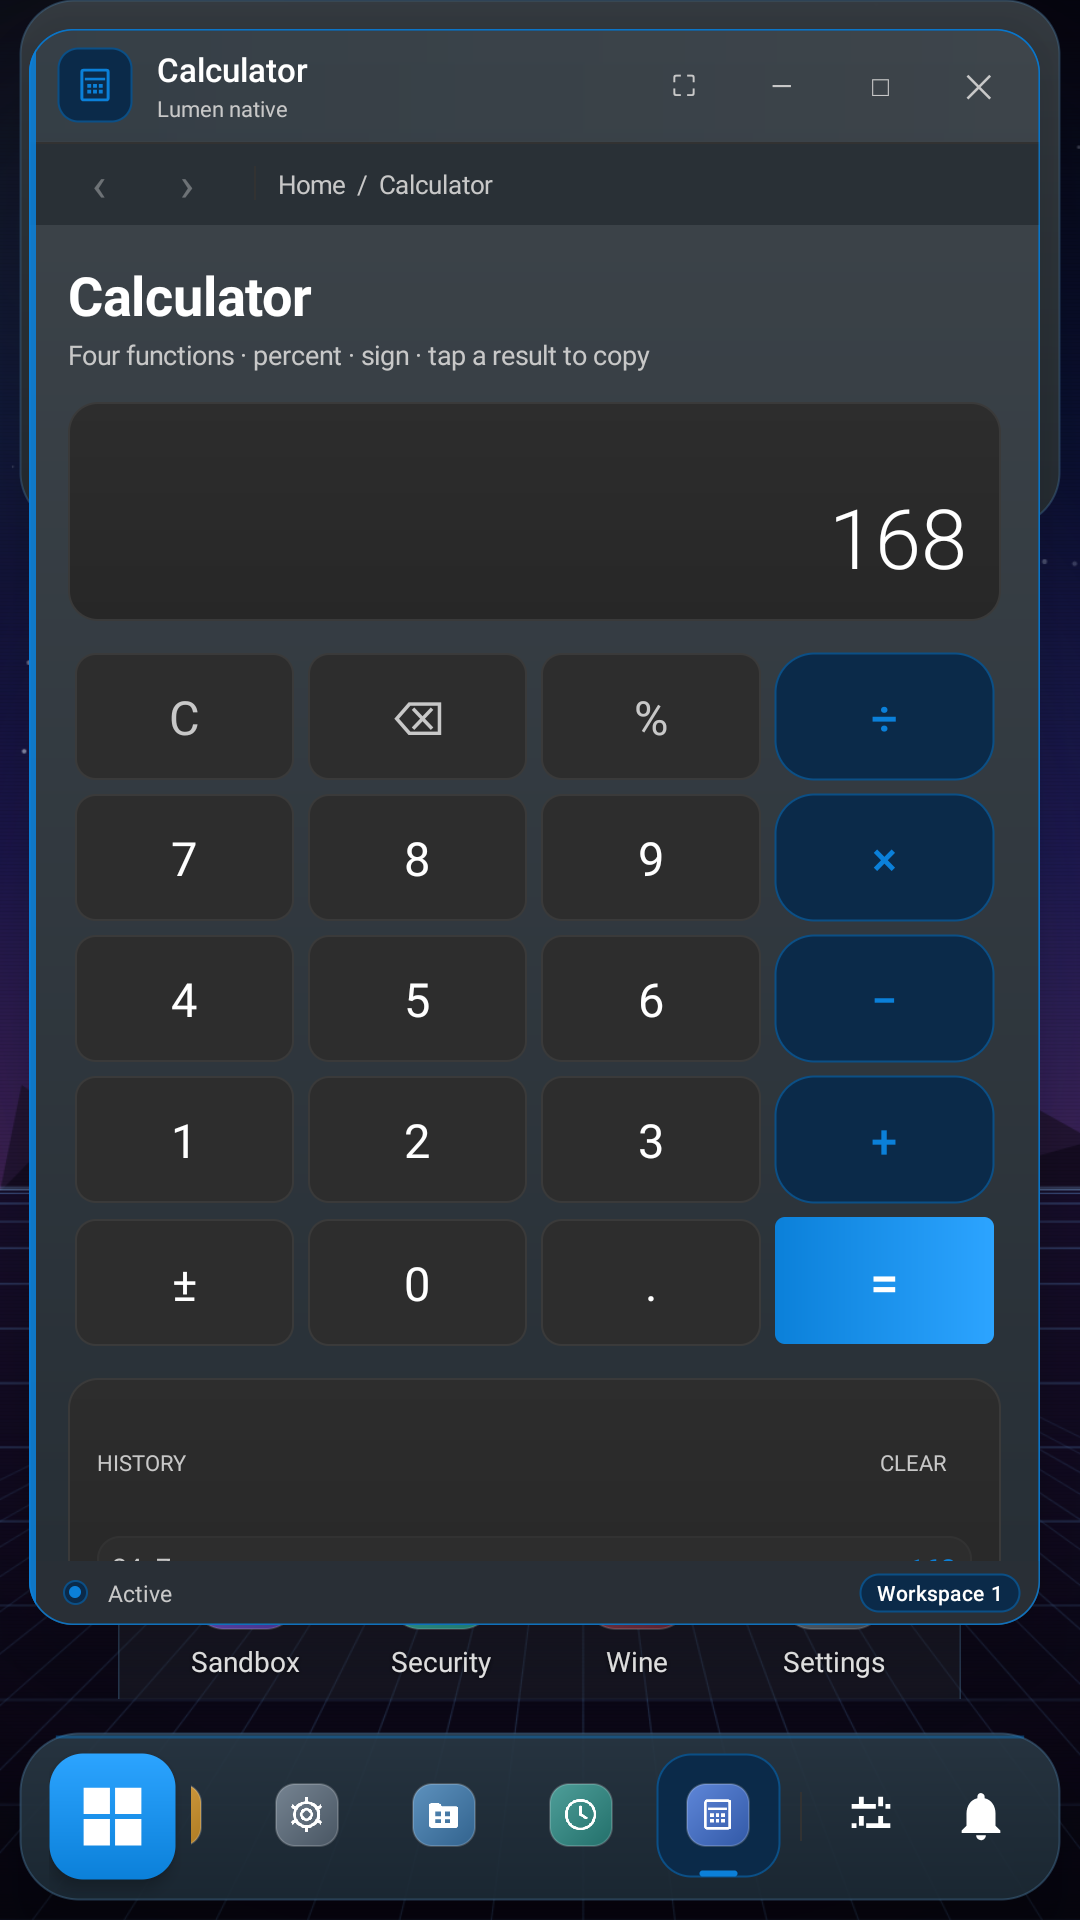 Calculator
Lumen native
Home / Calculator
Calculator
Four functions · percent · sign · tap a result to copy
168
C % ÷
7 8 9 ×
4 5 6 −
1 2 3 +
± 0 . =
HISTORY CLEAR
Active Workspace 1
Sandbox Security Wine Settings